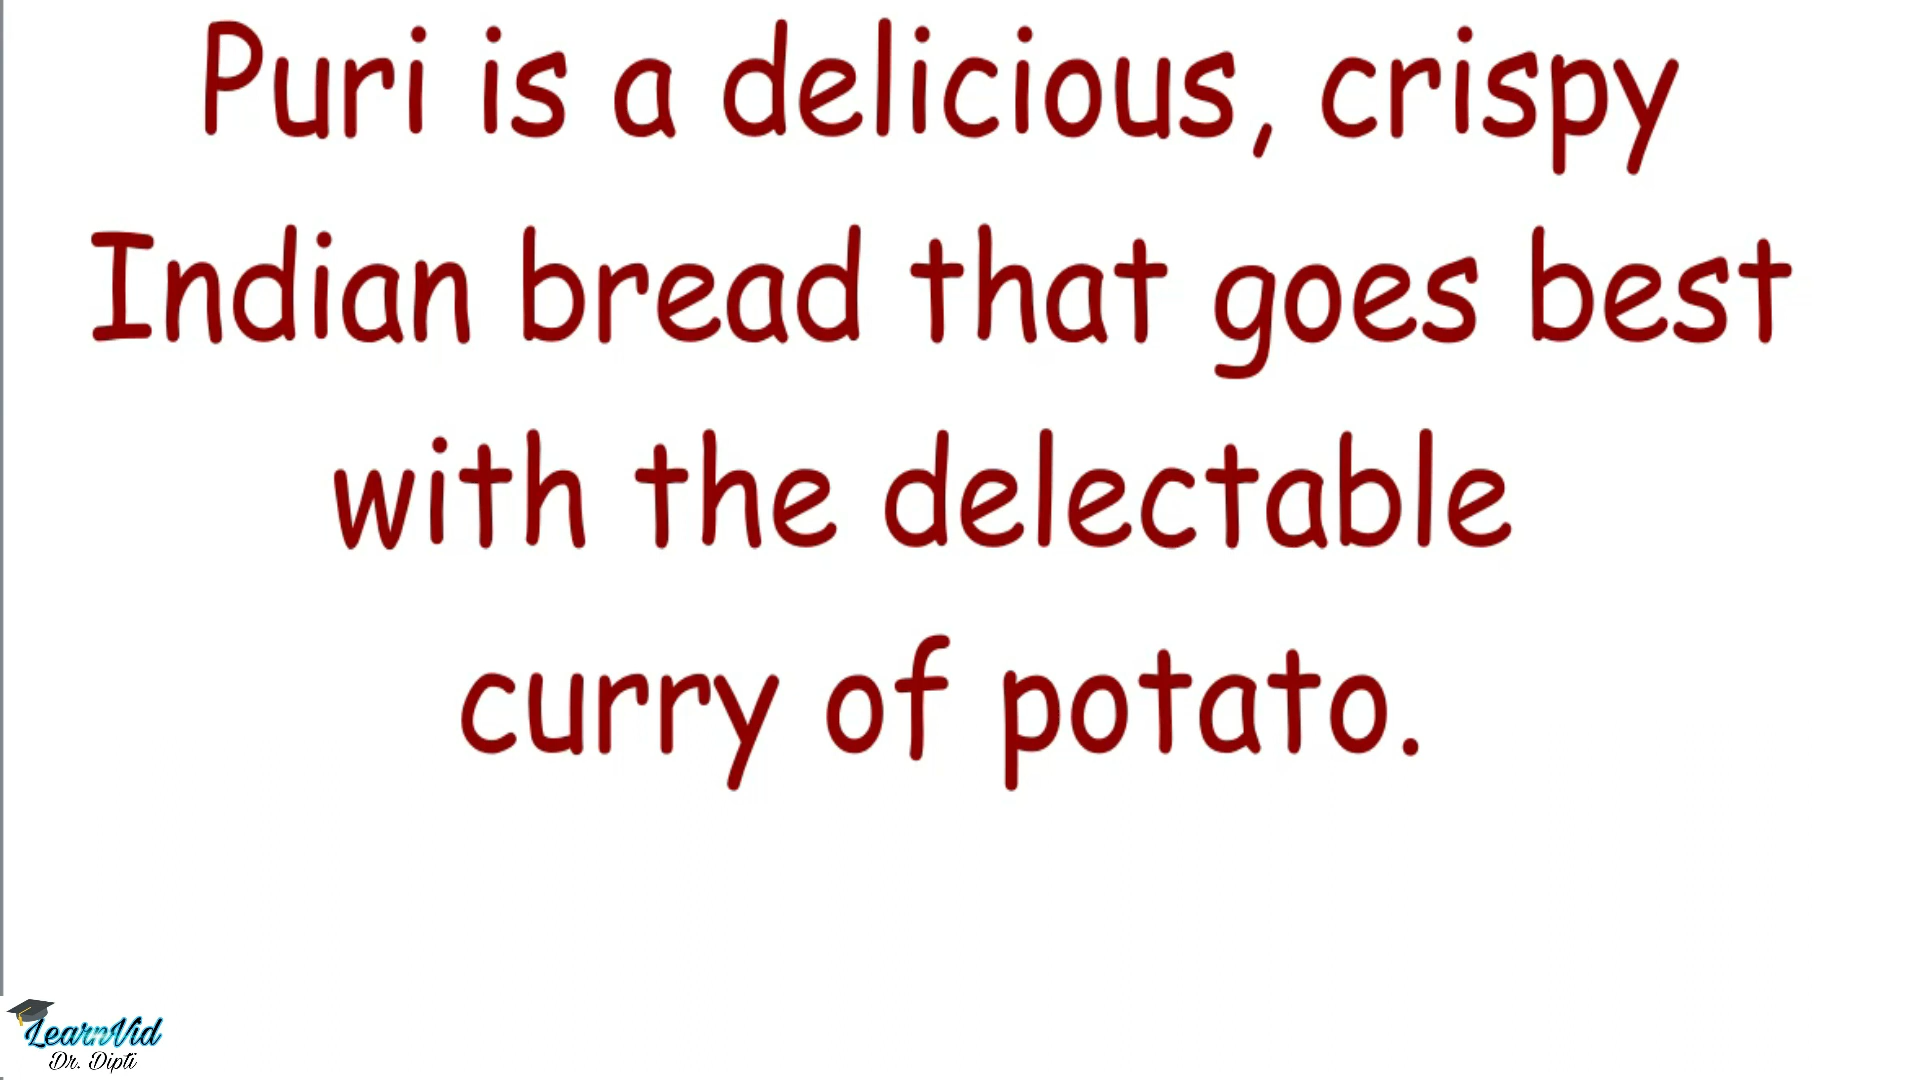 Puri is a delicious, crispy
Indian bread that goes best
with the delectable
curry of potato.
LearnVid
Dr. Dipti